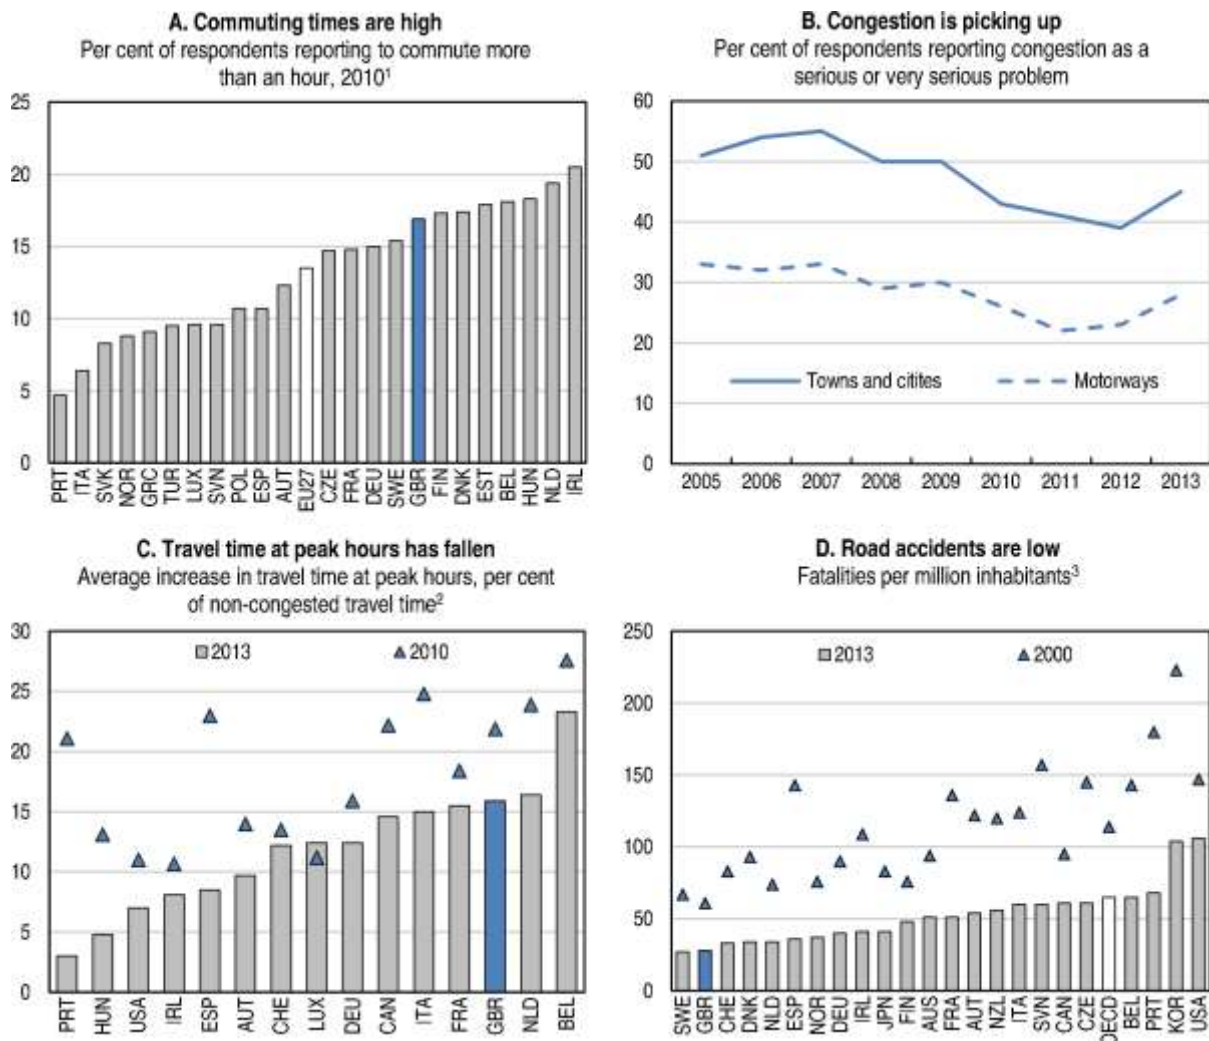 A. Commuting times are high
Per cent of respondents reporting to commute more
than an hour, 2010¹
25
20
15
10
5
0
PRT ITA SVK NOR GRC TUR LUX SVN POL ESP AUT EU27 CZE FRA DEU SWE GBR FIN DNK EST BEL HUN NLD IRL
B. Congestion is picking up
Per cent of respondents reporting congestion as a
serious or very serious problem
60
50
40
30
20
10
0
Towns and citites Motorways
2005 2006 2007 2008 2009 2010 2011 2012 2013
C. Travel time at peak hours has fallen
Average increase in travel time at peak hours, per cent
of non-congested travel time²
30
25
20
15
10
5
0
2013 2010
PRT HUN USA IRL ESP AUT CHE LUX DEU CAN ITA FRA GBR NLD BEL
D. Road accidents are low
Fatalities per million inhabitants³
250
200
150
100
50
0
2013 2000
SWE GBR CHE DNK NLD ESP NOR DEU IRL JPN FIN AUS FRA AUT NZL ITA SVN CAN CZE OECD BEL PRT KOR USA